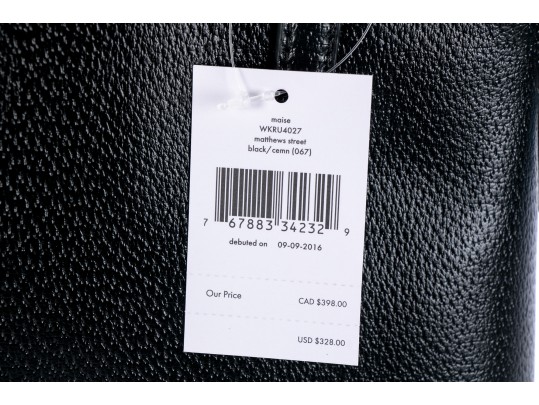 maise
WKRU4027
matthews street
black/cemn (067)
7 67883 34232 9
debuted on 09-09-2016
Our Price CAD $398.00
USD $328.00